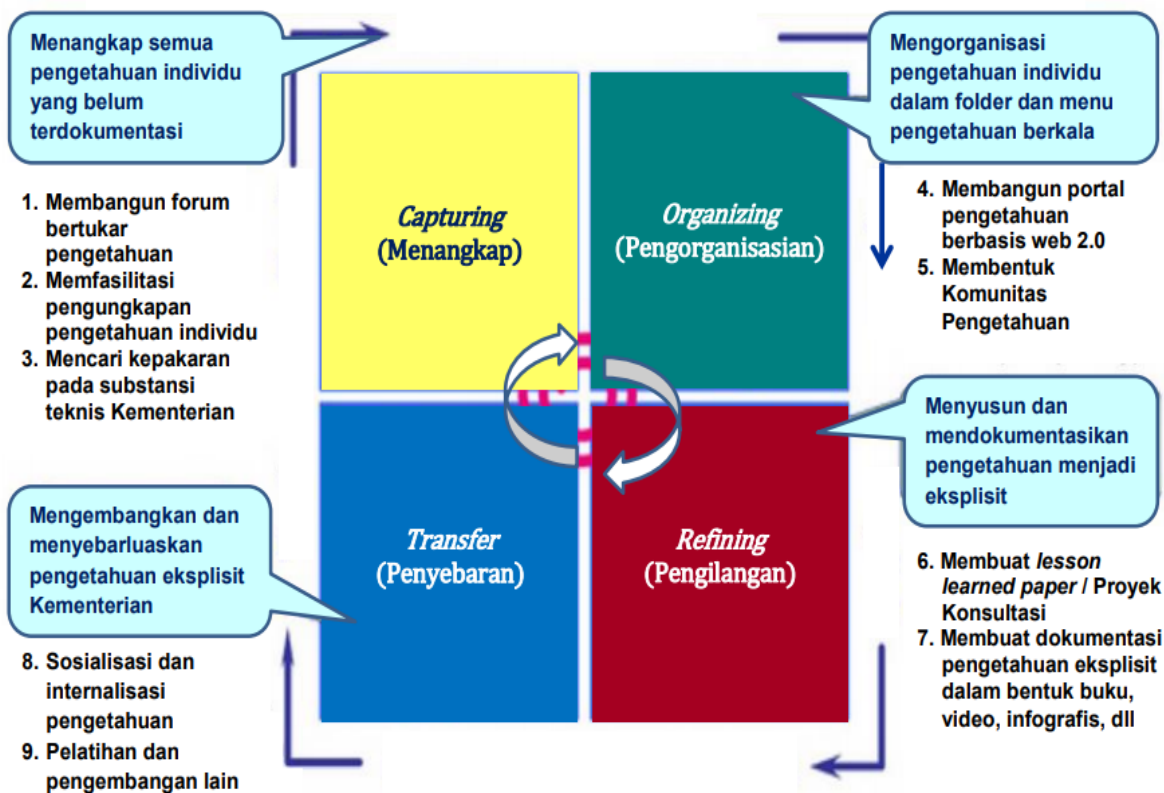 Menangkap semua
pengetahuan individu
yang belum
terdokumentasi
1. Membangun forum
bertukar
pengetahuan
2. Memfasilitasi
pengungkapan
pengetahuan individu
3. Mencari kepakaran
pada substansi
teknis Kementerian
Capturing
(Menangkap)
Organizing
(Pengorganisasian)
Mengorganisasi
pengetahuan individu
dalam folder dan menu
pengetahuan berkala
4. Membangun portal
pengetahuan
berbasis web 2.0
5. Membentuk
Komunitas
Pengetahuan
Menyusun dan
mendokumentasikan
pengetahuan menjadi
eksplisit
6. Membuat lesson
learned paper / Proyek
Konsultasi
7. Membuat dokumentasi
pengetahuan eksplisit
dalam bentuk buku,
video, infografis, dll
Refining
(Pengilangan)
Transfer
(Penyebaran)
Mengembangkan dan
menyebarluaskan
pengetahuan eksplisit
Kementerian
8. Sosialisasi dan
internalisasi
pengetahuan
9. Pelatihan dan
pengembangan lain